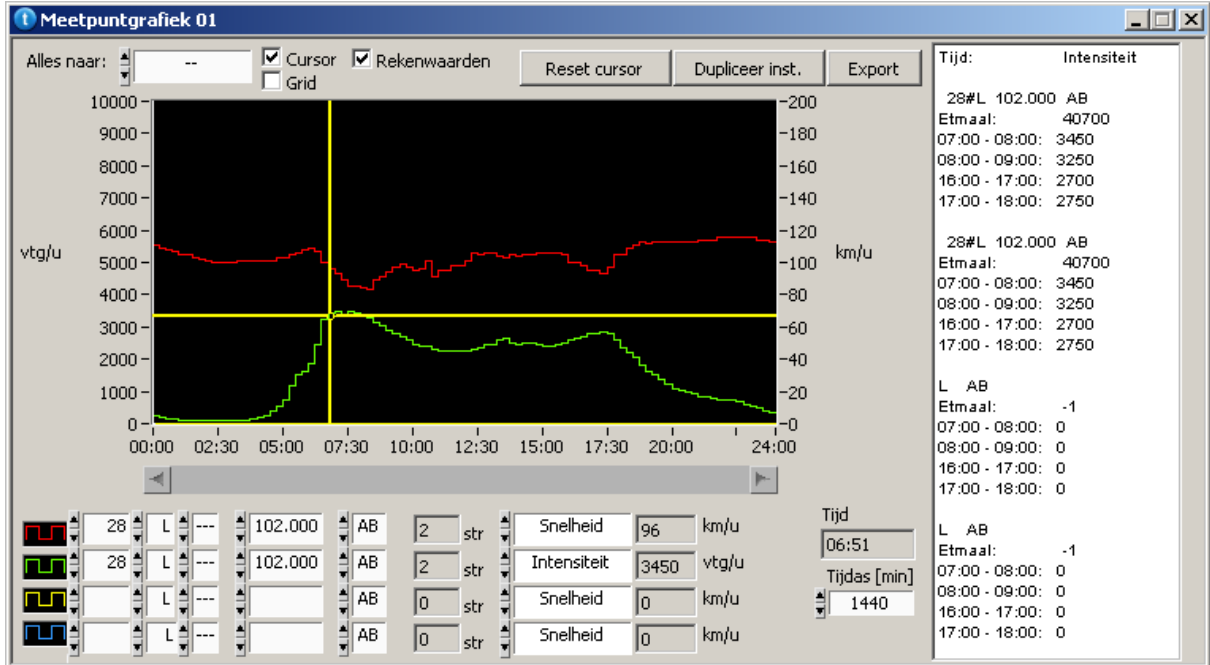 Meetpuntgrafiek 01
Alles naar: -- Cursor Rekenwaarden
Grid
Reset cursor Dupliceer inst. Export
10000 200
9000 180
8000 160
7000 140
6000 120
vtg/u km/u
5000 100
4000 80
3000 60
2000 40
1000 20
0 0
00:00 02:30 05:00 07:30 10:00 12:30 15:00 17:30 20:00 24:00
28 L --- 102.000 AB 2 str Snelheid 96 km/u
28 L --- 102.000 AB 2 str Intensiteit 3450 vtg/u
L --- AB 0 str Snelheid 0 km/u
L --- AB 0 str Snelheid 0 km/u
Tijd
06:51
Tijdas [min]
1440
Tijd: Intensiteit
28#L 102.000 AB
Etmaal: 40700
07:00 - 08:00: 3450
08:00 - 09:00: 3250
16:00 - 17:00: 2700
17:00 - 18:00: 2750
28#L 102.000 AB
Etmaal: 40700
07:00 - 08:00: 3450
08:00 - 09:00: 3250
16:00 - 17:00: 2700
17:00 - 18:00: 2750
L AB
Etmaal: -1
07:00 - 08:00: 0
08:00 - 09:00: 0
16:00 - 17:00: 0
17:00 - 18:00: 0
L AB
Etmaal: -1
07:00 - 08:00: 0
08:00 - 09:00: 0
16:00 - 17:00: 0
17:00 - 18:00: 0